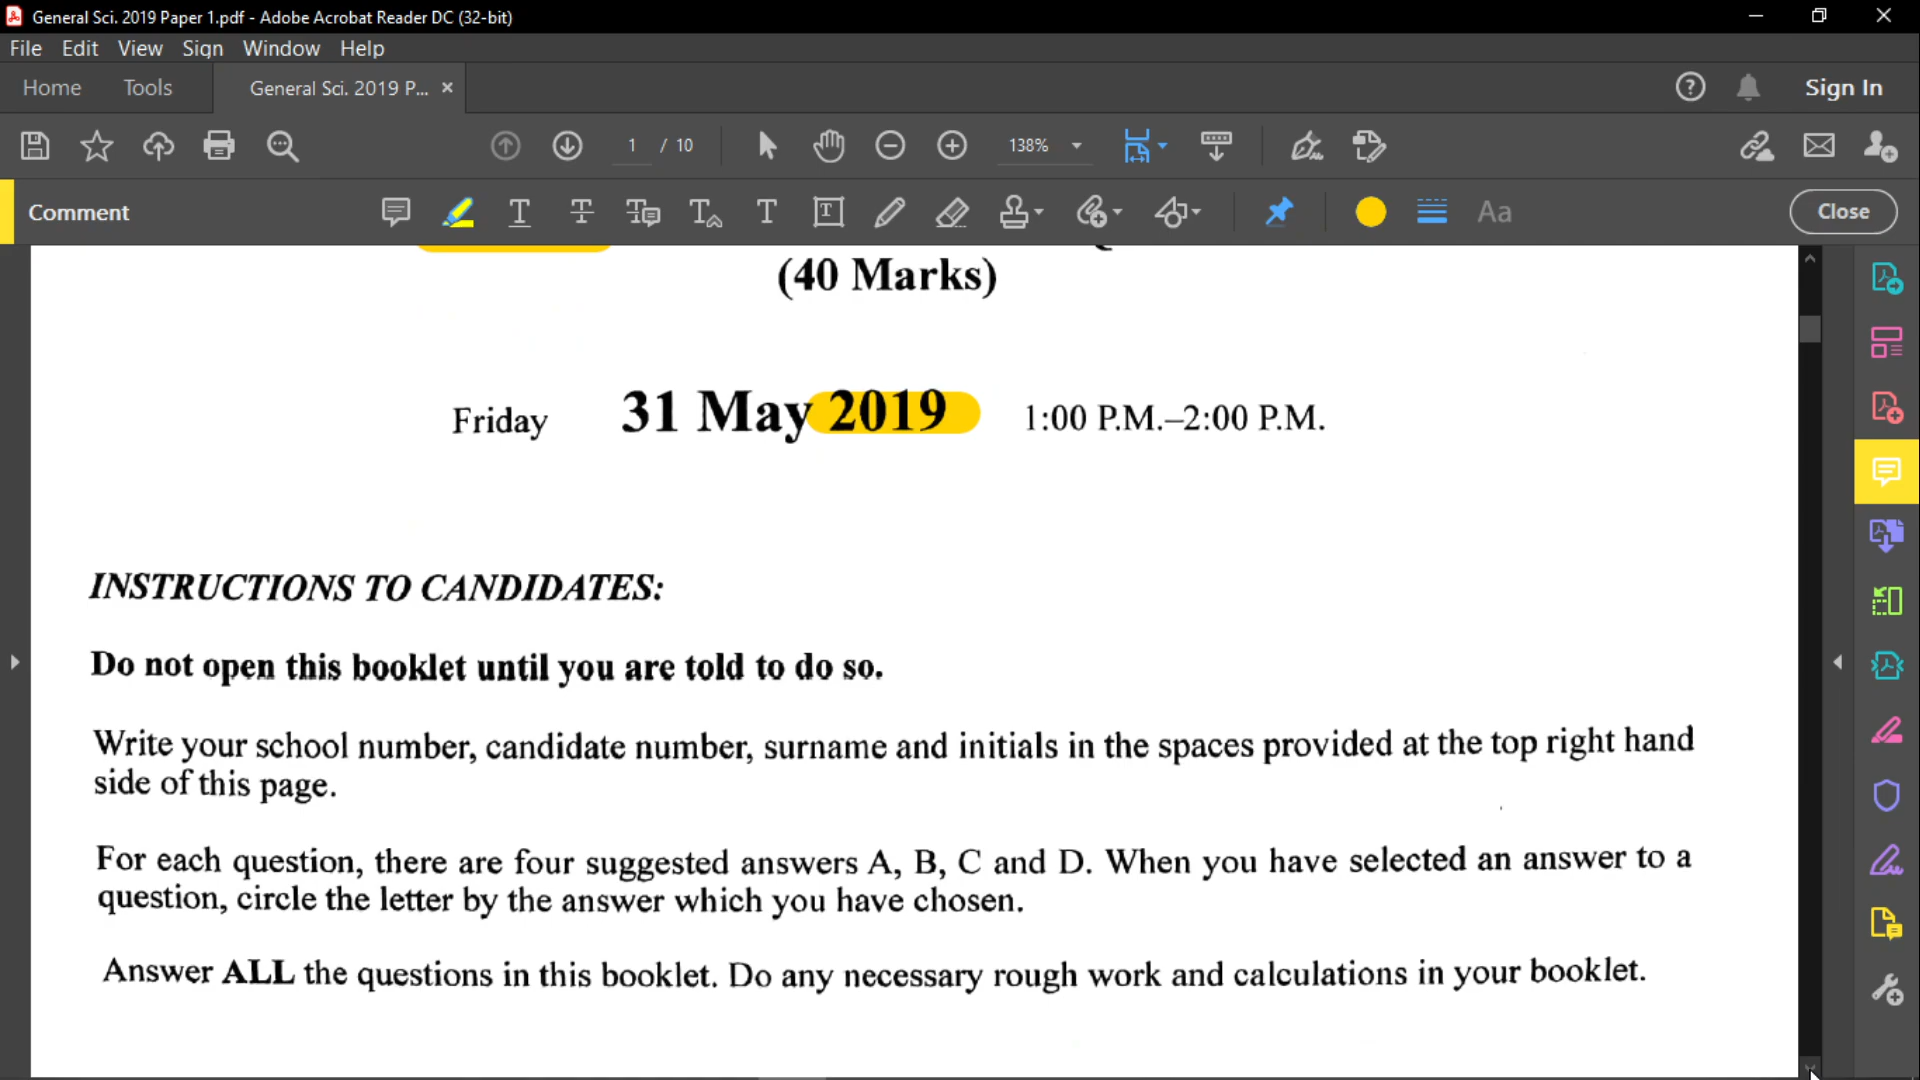 General Sci. 2019 Paper 1.pdf - Adobe Acrobat Reader DC (32-bit)
File Edit View Sign Window Help
Home Tools General Sci. 2019 P... × Sign In
1 / 10 138%
Comment Aa Close
(40 Marks)
Friday 31 May 2019 1:00 P.M.–2:00 P.M.
INSTRUCTIONS TO CANDIDATES:
Do not open this booklet until you are told to do so.
Write your school number, candidate number, surname and initials in the spaces provided at the top right hand
side of this page.
For each question, there are four suggested answers A, B, C and D. When you have selected an answer to a
question, circle the letter by the answer which you have chosen.
Answer ALL the questions in this booklet. Do any necessary rough work and calculations in your booklet.